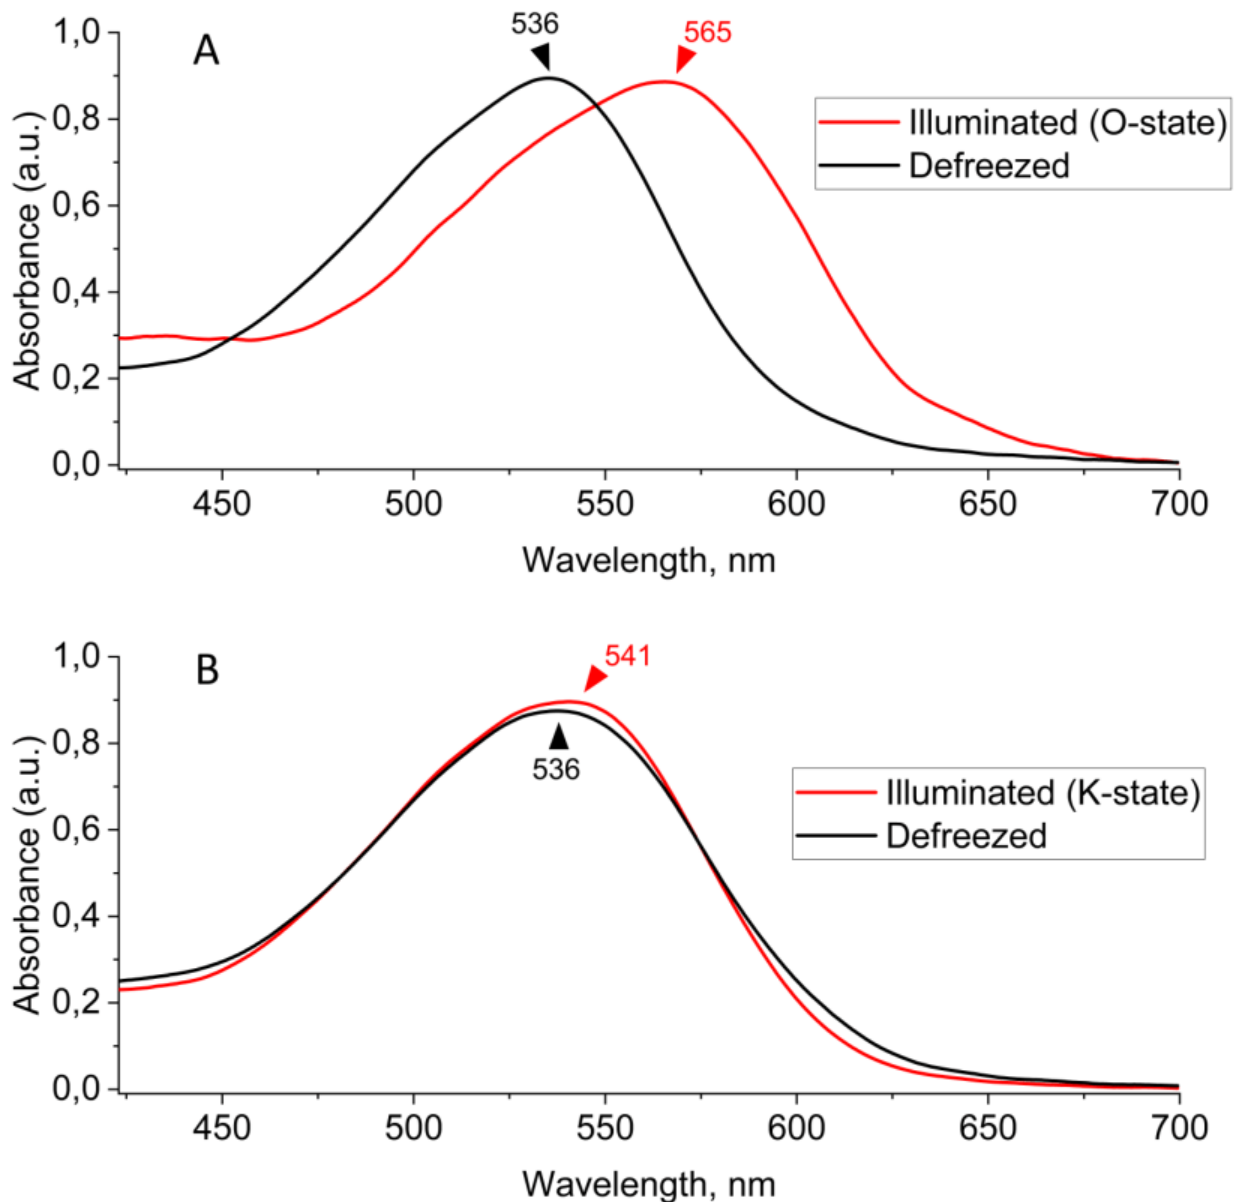 A
536
565
1,0
0,8
0,6
0,4
0,2
0,0
Absorbance (a.u.)
Illuminated (O-state)
Defreezed
450 500 550 600 650 700
Wavelength, nm
B
541
536
1,0
0,8
0,6
0,4
0,2
0,0
Absorbance (a.u.)
Illuminated (K-state)
Defreezed
450 500 550 600 650 700
Wavelength, nm